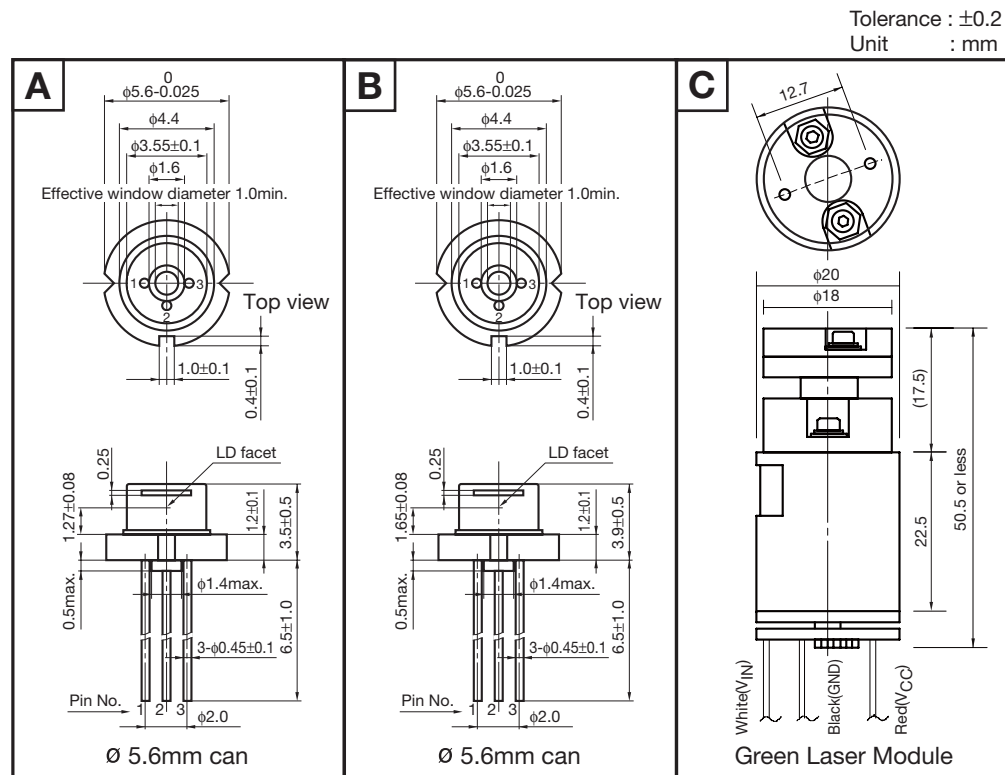 Tolerance : ±0.2
Unit : mm
A
0
ϕ5.6-0.025
ϕ4.4
ϕ3.55±0.1
ϕ1.6
Effective window diameter 1.0min.
1
3
2
Top view
1.0±0.1
0.4±0.1
LD facet
0.25
1.27±0.08
1.2±0.1
3.5±0.5
0.5max.
ϕ1.4max.
6.5±1.0
3-ϕ0.45±0.1
Pin No.
1 2 3
ϕ2.0
Ø 5.6mm can
B
0
ϕ5.6-0.025
ϕ4.4
ϕ3.55±0.1
ϕ1.6
Effective window diameter 1.0min.
1
3
2
Top view
1.0±0.1
0.4±0.1
LD facet
0.25
1.65±0.08
1.2±0.1
3.9±0.5
0.5max.
ϕ1.4max.
6.5±1.0
3-ϕ0.45±0.1
Pin No.
1 2 3
ϕ2.0
Ø 5.6mm can
C
12.7
ϕ20
ϕ18
(17.5)
50.5 or less
22.5
White(VIN)
Black(GND)
Red(VCC)
Green Laser Module